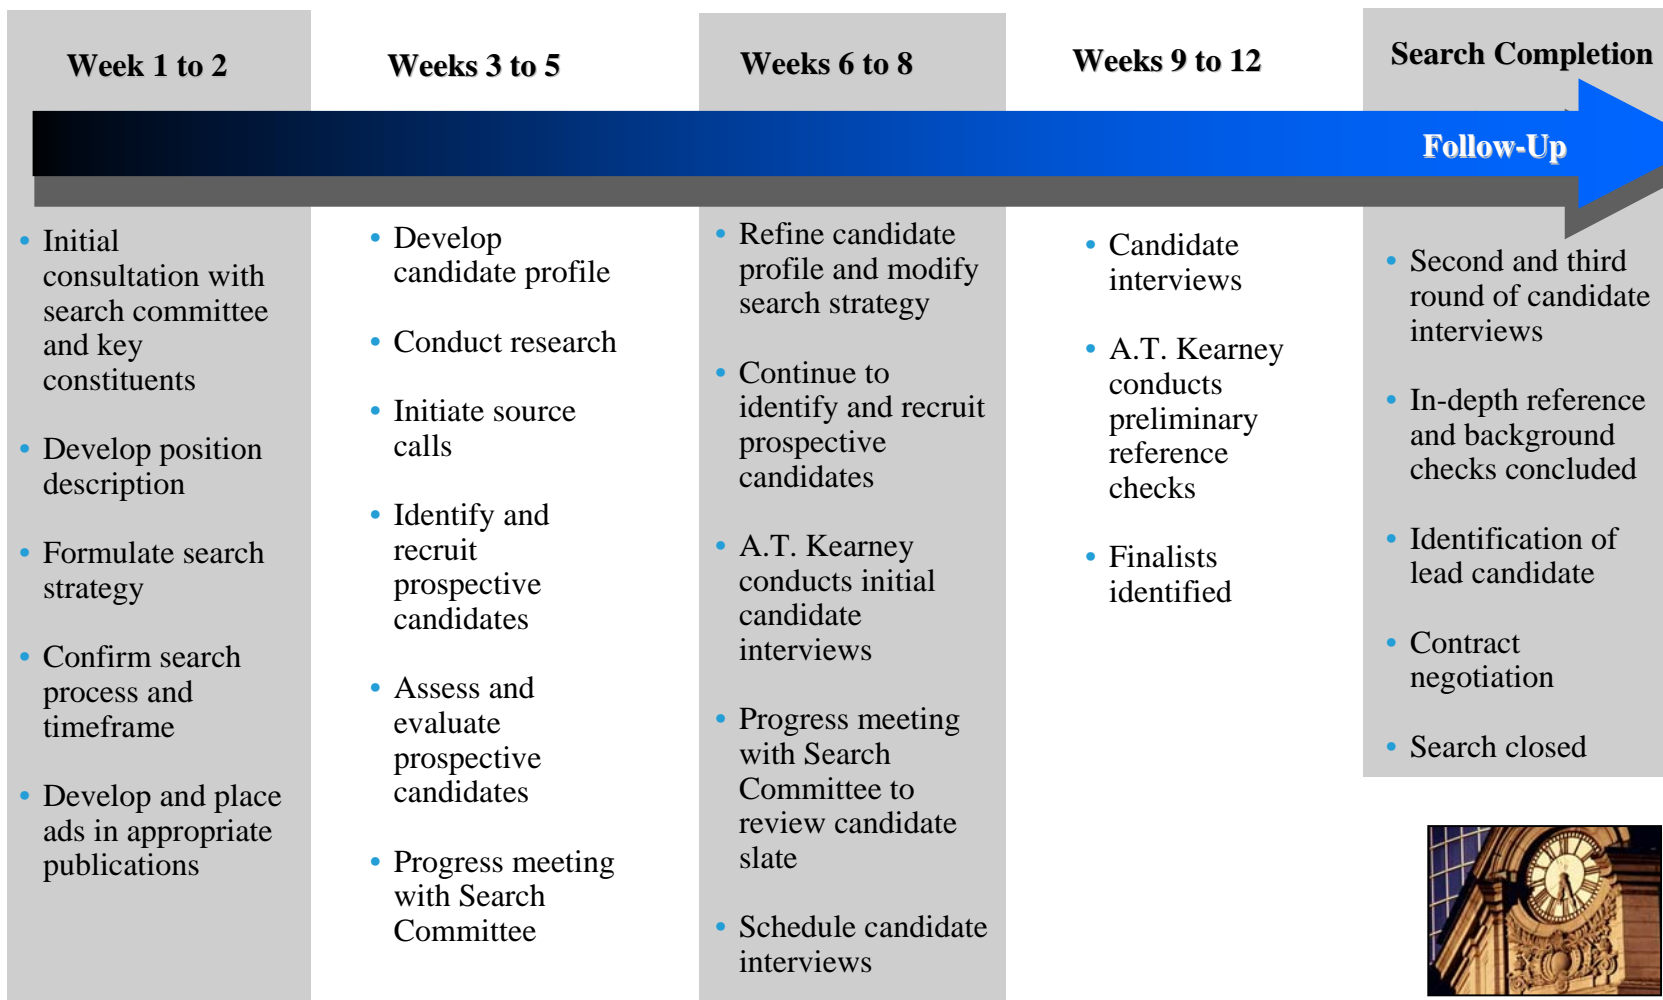 Week 1 to 2
Weeks 3 to 5
Weeks 6 to 8
Weeks 9 to 12
Search Completion
Follow-Up
• Initial
consultation with
search committee
and key
constituents
• Develop position
description
• Formulate search
strategy
• Confirm search
process and
timeframe
• Develop and place
ads in appropriate
publications
• Develop
candidate profile
• Conduct research
• Initiate source
calls
• Identify and
recruit
prospective
candidates
• Assess and
evaluate
prospective
candidates
• Progress meeting
with Search
Committee
• Refine candidate
profile and modify
search strategy
• Continue to
identify and recruit
prospective
candidates
• A.T. Kearney
conducts initial
candidate
interviews
• Progress meeting
with Search
Committee to
review candidate
slate
• Schedule candidate
interviews
• Candidate
interviews
• A.T. Kearney
conducts
preliminary
reference
checks
• Finalists
identified
• Second and third
round of candidate
interviews
• In-depth reference
and background
checks concluded
• Identification of
lead candidate
• Contract
negotiation
• Search closed